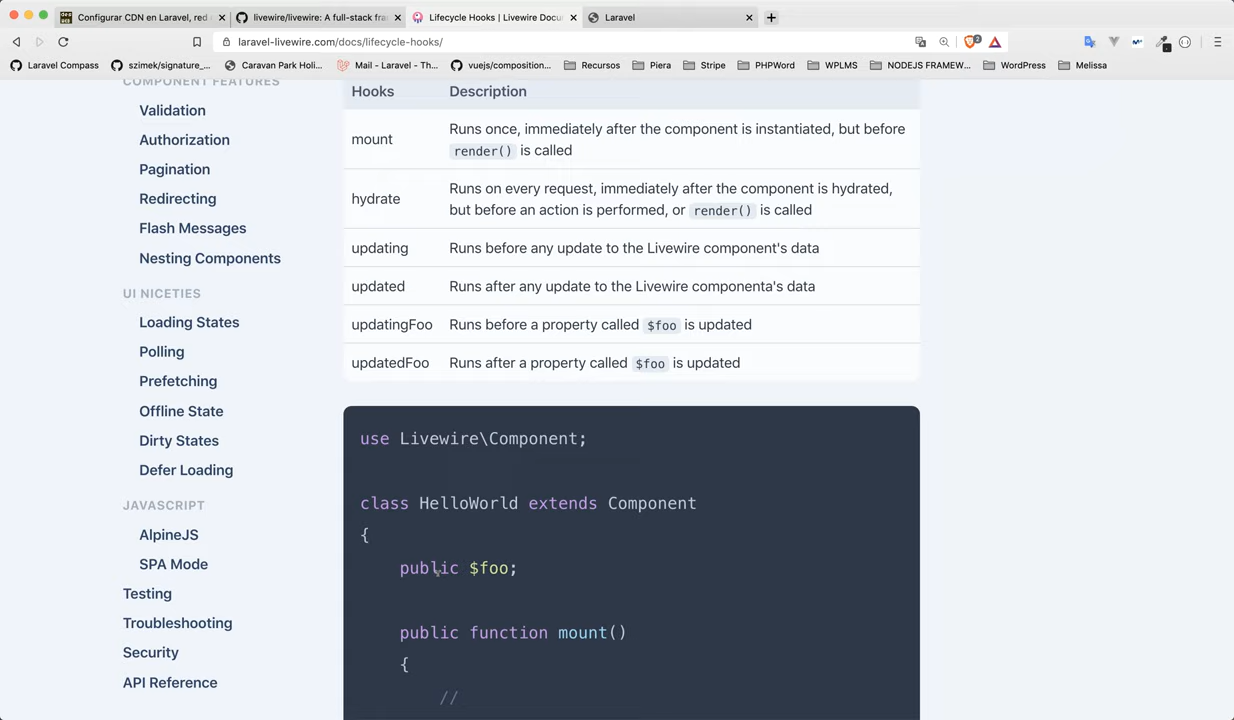 Configurar CDN en Laravel, red
livewire/livewire: A full-stack fra
Lifecycle Hooks | Livewire Docu
Laravel
laravel-livewire.com/docs/lifecycle-hooks/
2
Laravel Compass
szimek/signature_...
Caravan Park Holi...
Mail - Laravel - Th...
vuejs/composition...
Recursos
Piera
Stripe
PHPWord
WPLMS
NODEJS FRAMEW...
WordPress
Melissa
COMPONENT FEATURES
Validation
Authorization
Pagination
Redirecting
Flash Messages
Nesting Components
UI NICETIES
Loading States
Polling
Prefetching
Offline State
Dirty States
Defer Loading
JAVASCRIPT
AlpineJS
SPA Mode
Testing
Troubleshooting
Security
API Reference
Hooks Description
mount Runs once, immediately after the component is instantiated, but before
render() is called
hydrate Runs on every request, immediately after the component is hydrated,
but before an action is performed, or render() is called
updating Runs before any update to the Livewire component's data
updated Runs after any update to the Livewire componenta's data
updatingFoo Runs before a property called $foo is updated
updatedFoo Runs after a property called $foo is updated
use Livewire\Component;
class HelloWorld extends Component
{
public $foo;
public function mount()
{
//